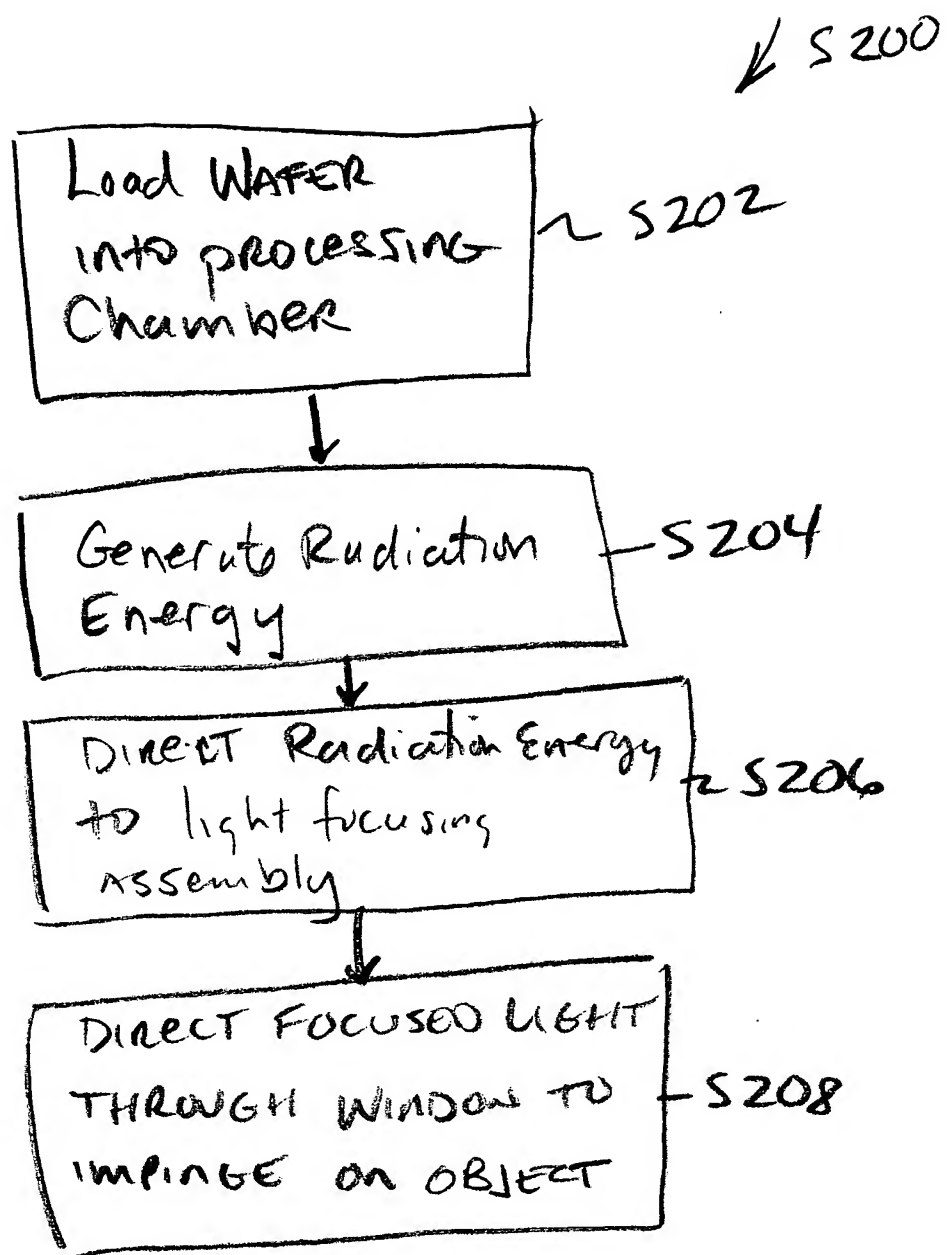 S200
Load WAFER
into processing
Chamber
S202
Generate Radiation
Energy
S204
Direct Radiation Energy
to light focusing
Assembly
S206
DIRECT FOCUSED LIGHT
THROUGH WINDOW TO
IMPINGE on OBJECT
S208